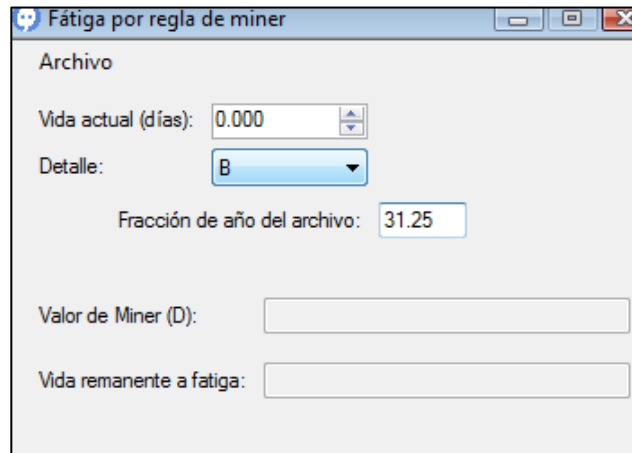 Fátiga por regla de miner
Archivo
Vida actual (días): 0.000
Detalle: B
Fracción de año del archivo: 31.25
Valor de Miner (D):
Vida remanente a fatiga: